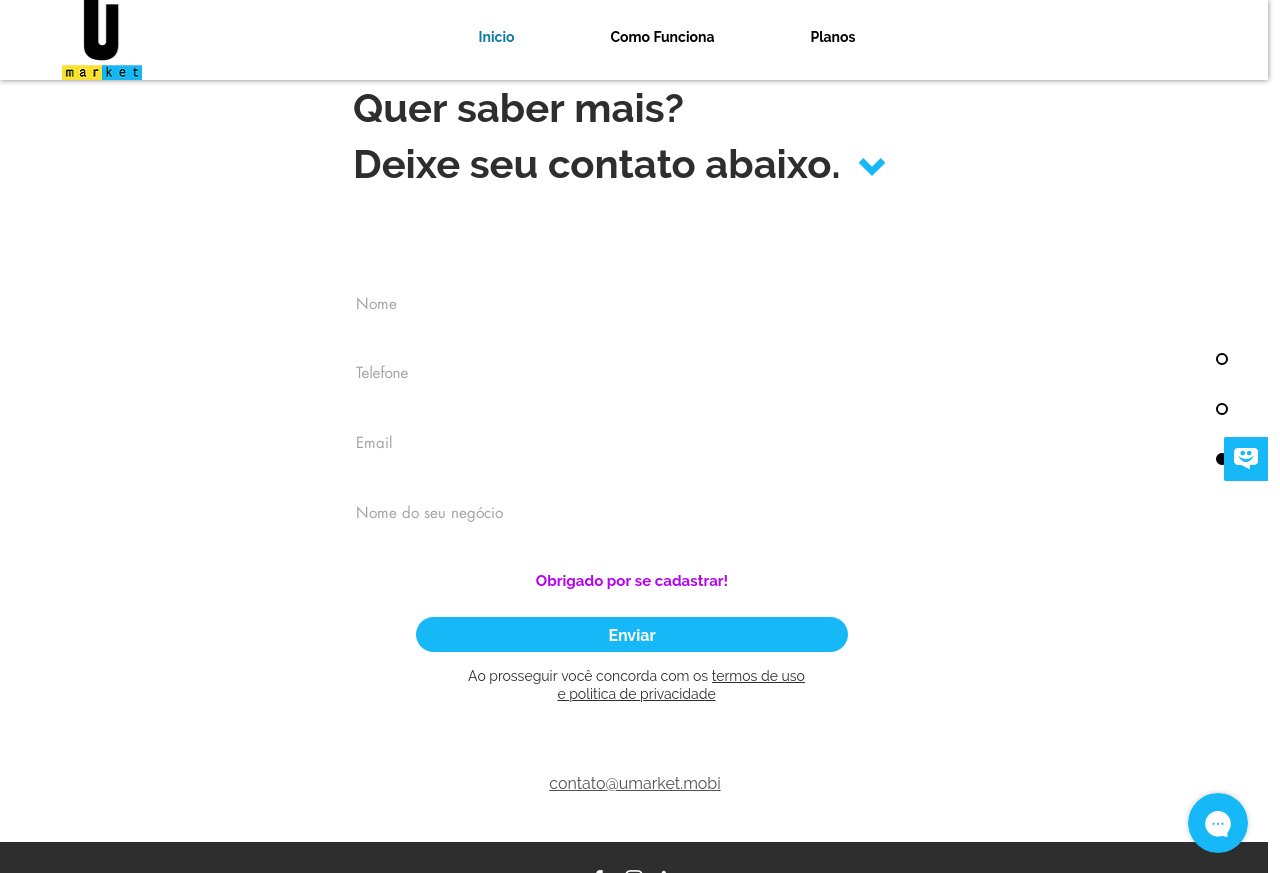 U
market
Inicio
Como Funciona
Planos
Quer saber mais?
Deixe seu contato abaixo.
Nome
Telefone
Email
Nome do seu negócio
Obrigado por se cadastrar!
Enviar
Ao prosseguir você concorda com os termos de uso
e politica de privacidade
contato@umarket.mobi